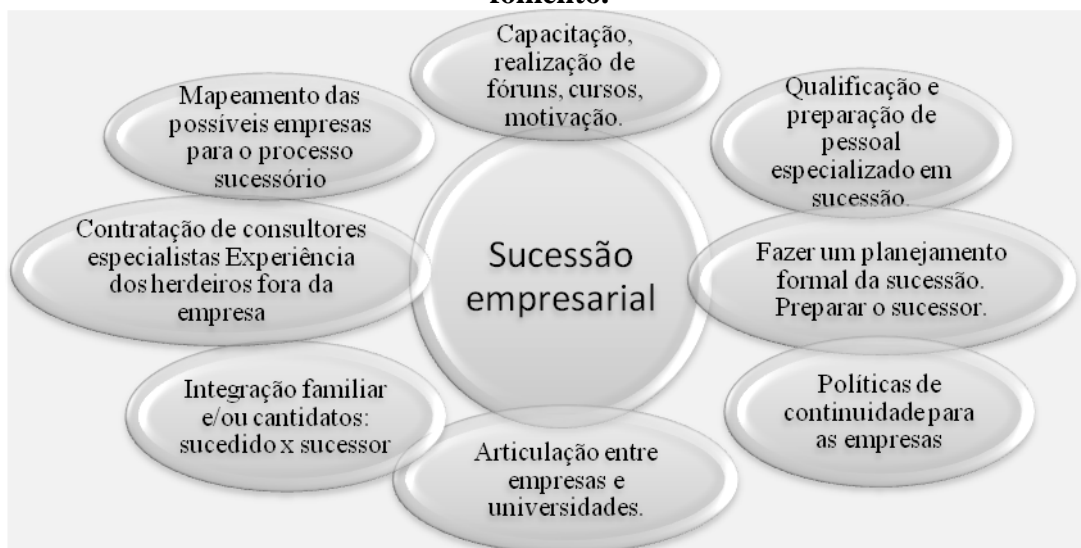 fomento.
Capacitação,
realização de
fóruns, cursos,
motivação.
Qualificação e
preparação de
pessoal
especializado em
sucessão.
Fazer um planejamento
formal da sucessão.
Preparar o sucessor.
Políticas de
continuidade para
as empresas
Articulação entre
empresas e
universidades.
Integração familiar
e/ou cantidatos:
sucedido x sucessor
Contratação de consultores
especialistas Experiência
dos herdeiros fora da
empresa
Mapeamento das
possíveis empresas
para o processo
sucessório
Sucessão
empresarial